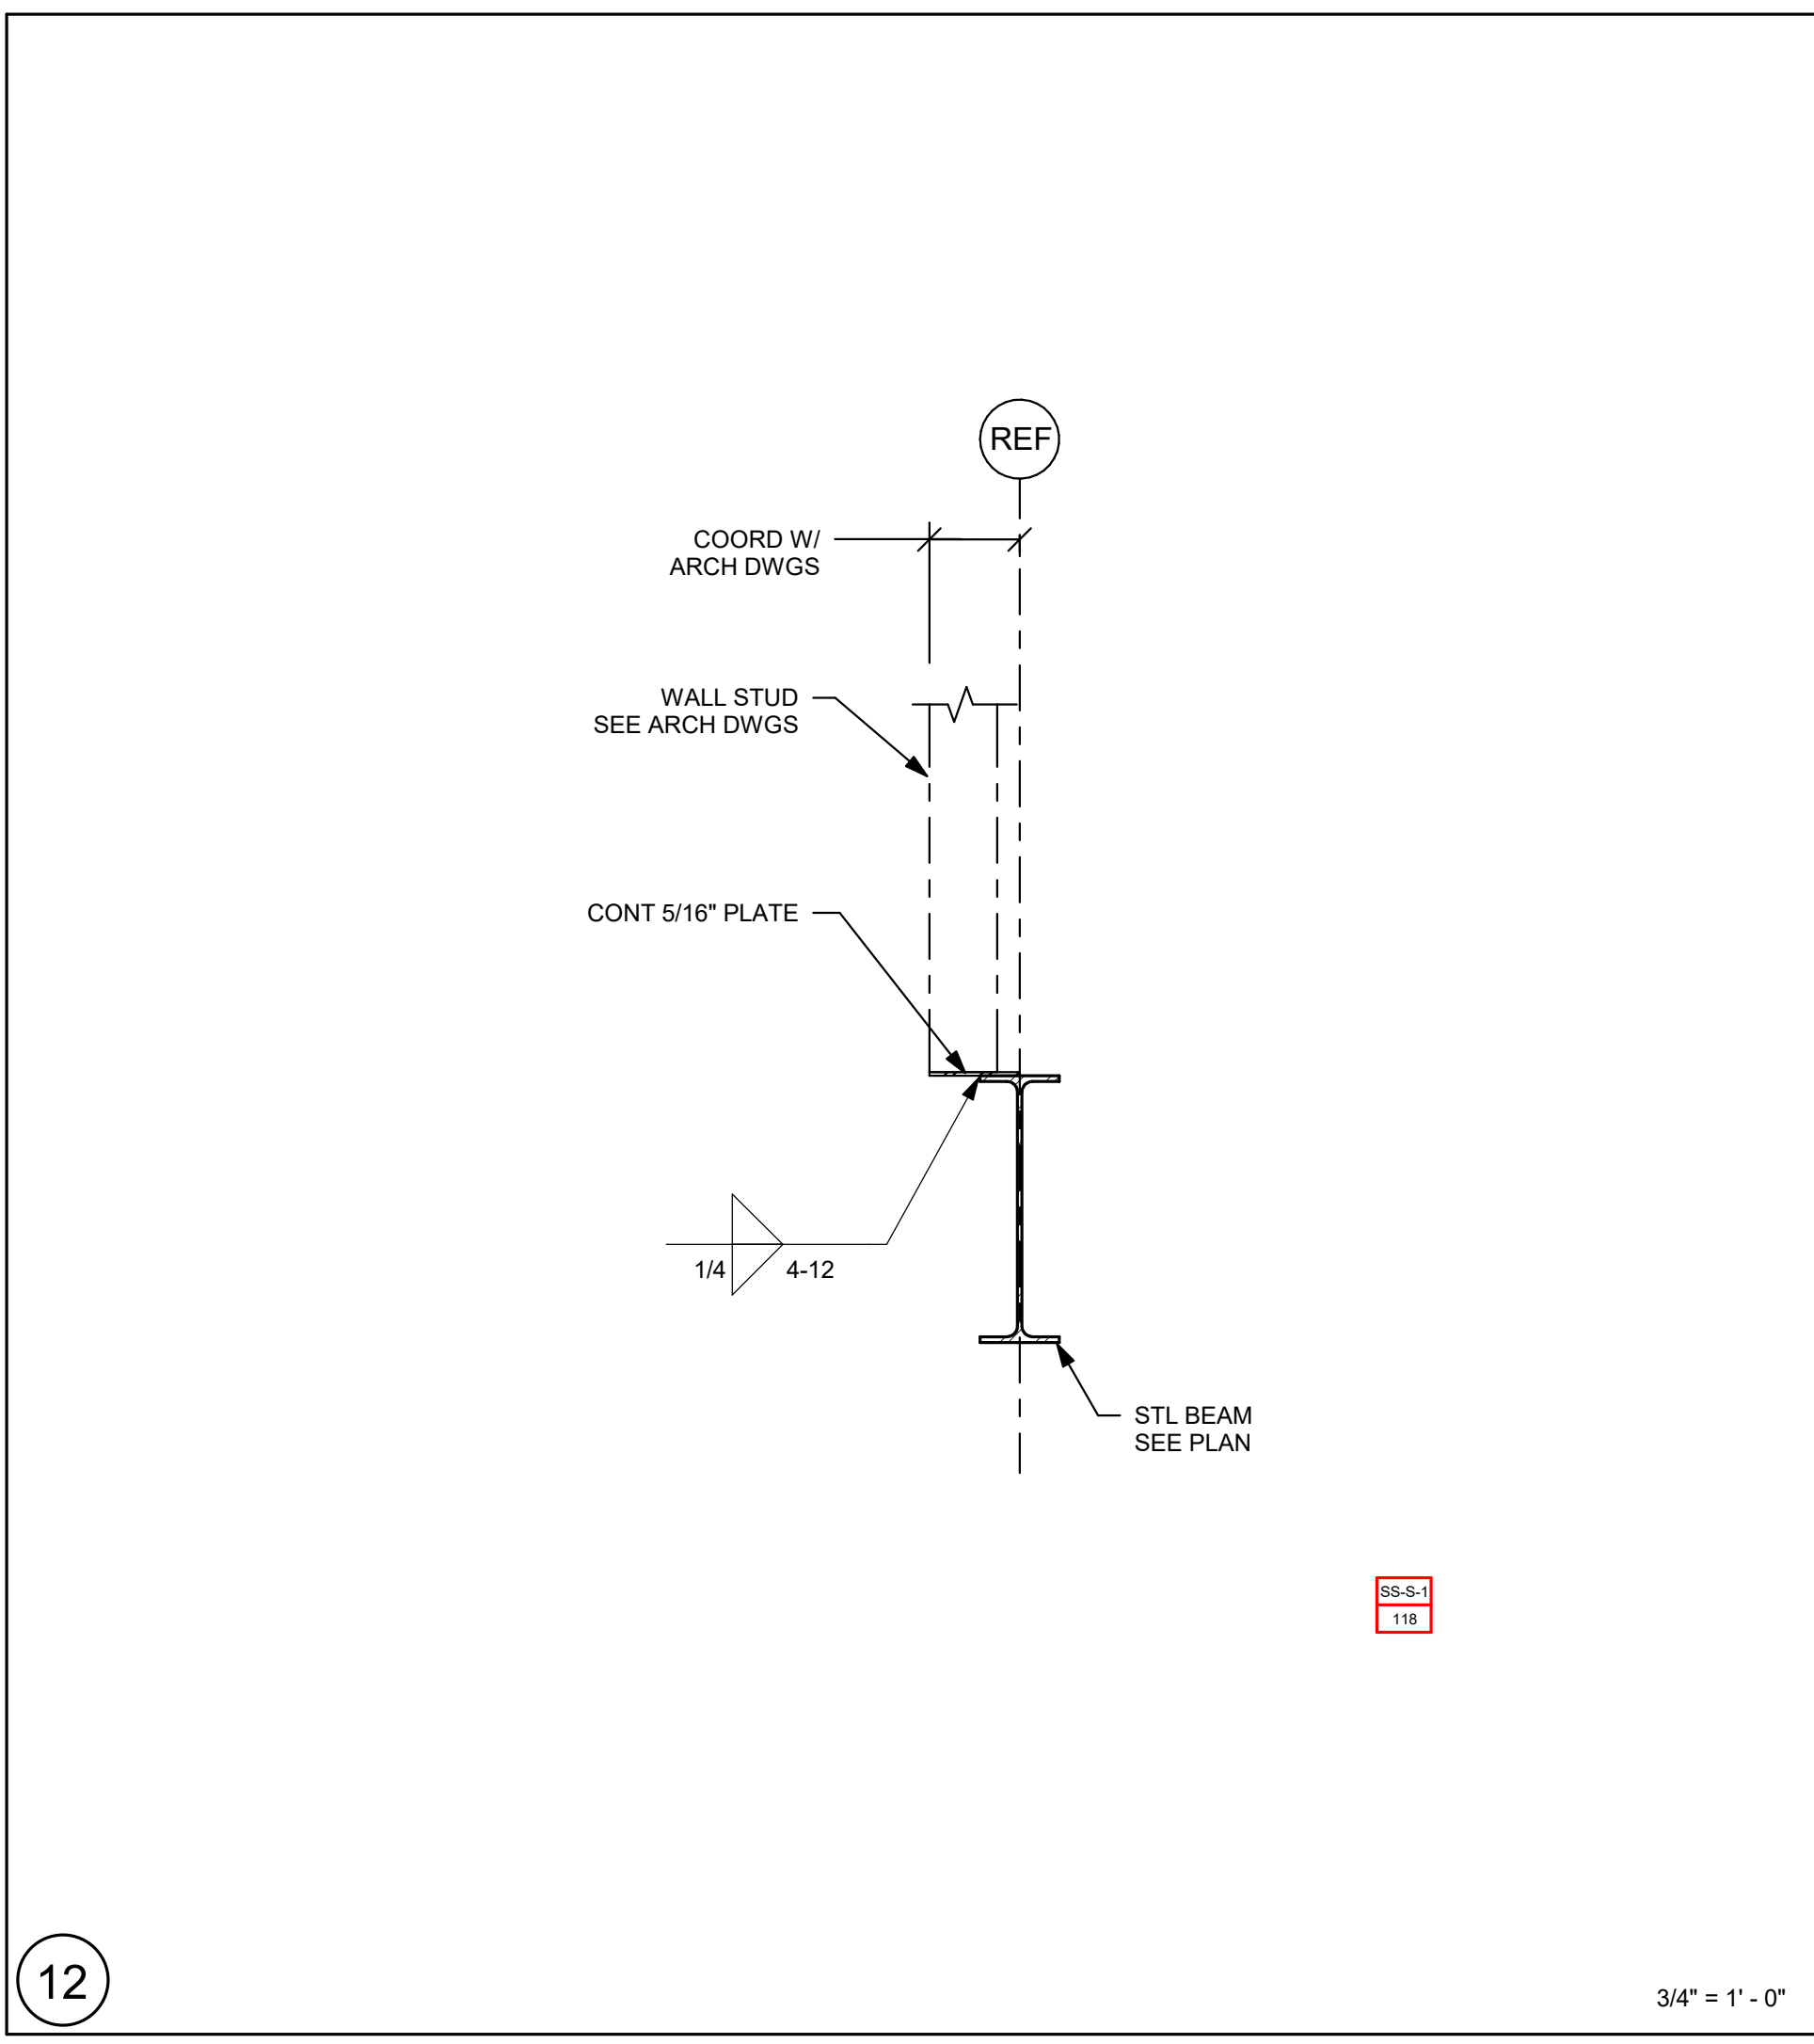 REF
COORD W/
ARCH DWGS
WALL STUD
SEE ARCH DWGS
CONT 5/16" PLATE
1/4
4-12
STL BEAM
SEE PLAN
SS-S-1
118
12
3/4" = 1' - 0"